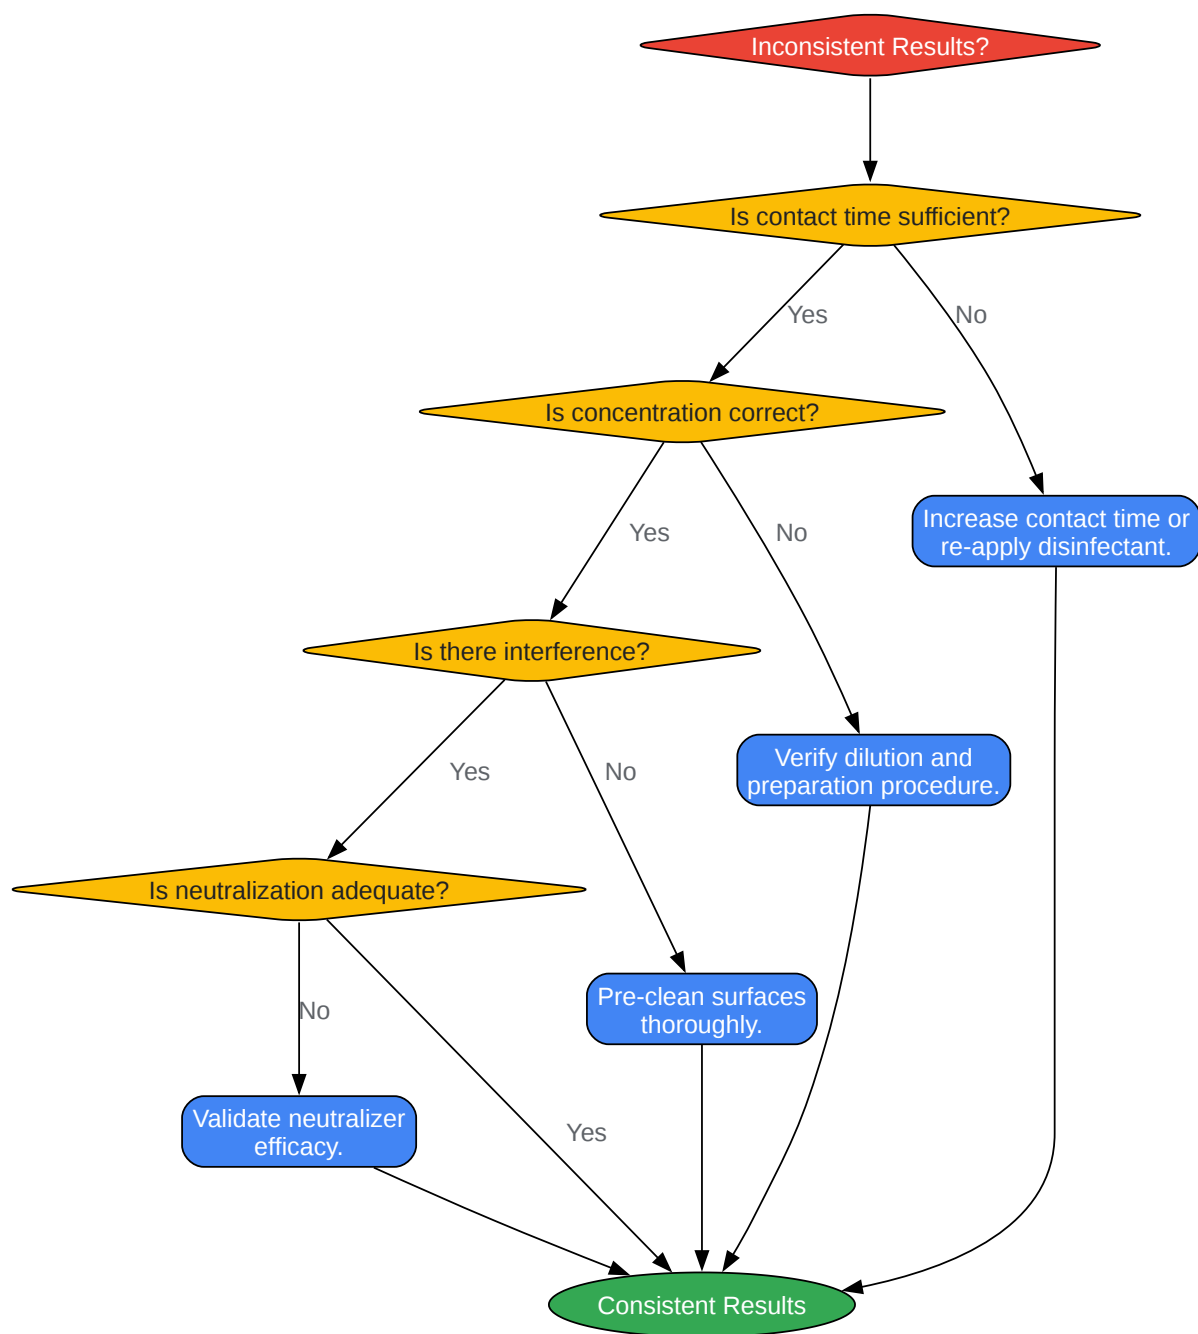 Inconsistent Results?
Is contact time sufficient?
Yes
No
Is concentration correct?
Increase contact time or
re-apply disinfectant.
Yes
No
Is there interference?
Verify dilution and
preparation procedure.
Yes
No
Is neutralization adequate?
Pre-clean surfaces
thoroughly.
No
Validate neutralizer
efficacy.
Yes
Consistent Results